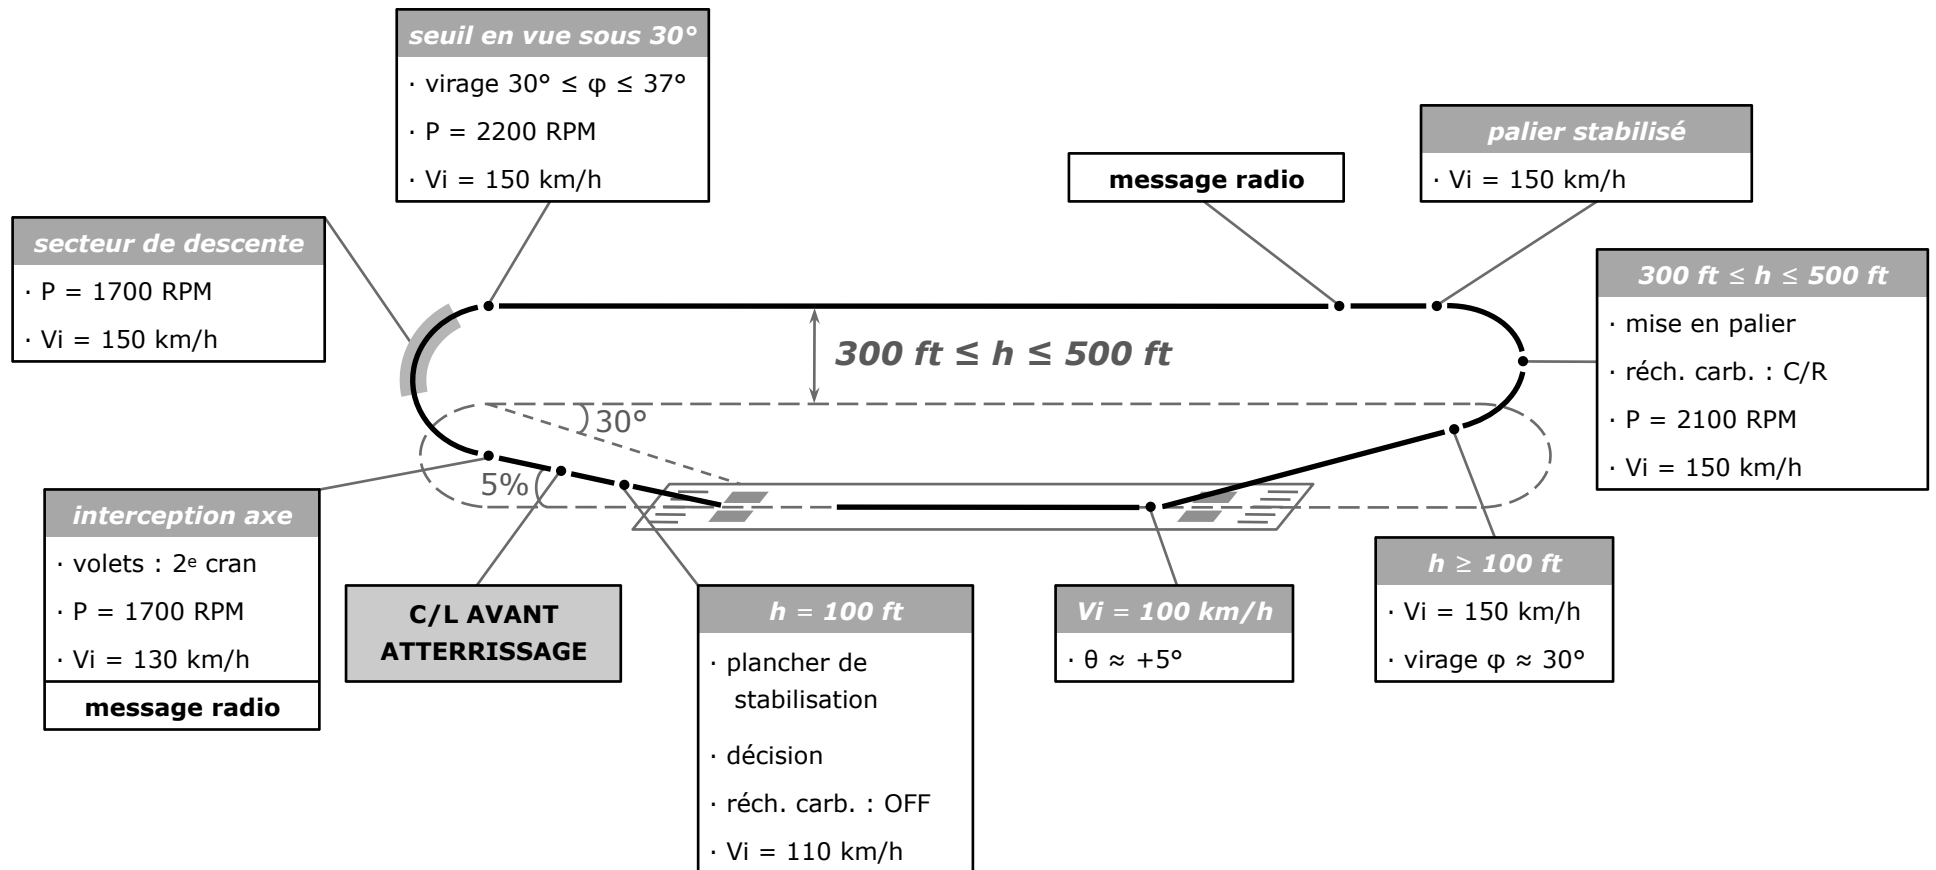 seuil en vue sous 30°
· virage 30° ≤ φ ≤ 37°
· P = 2200 RPM
· Vi = 150 km/h
message radio
palier stabilisé
· Vi = 150 km/h
secteur de descente
· P = 1700 RPM
· Vi = 150 km/h
300 ft ≤ h ≤ 500 ft
· mise en palier
· réch. carb. : C/R
· P = 2100 RPM
· Vi = 150 km/h
300 ft ≤ h ≤ 500 ft
30°
5%
interception axe
· volets : 2e cran
· P = 1700 RPM
· Vi = 130 km/h
message radio
C/L AVANT
ATTERRISSAGE
h = 100 ft
· plancher de
stabilisation
· décision
· réch. carb. : OFF
· Vi = 110 km/h
Vi = 100 km/h
· θ ≈ +5°
h ≥ 100 ft
· Vi = 150 km/h
· virage φ ≈ 30°